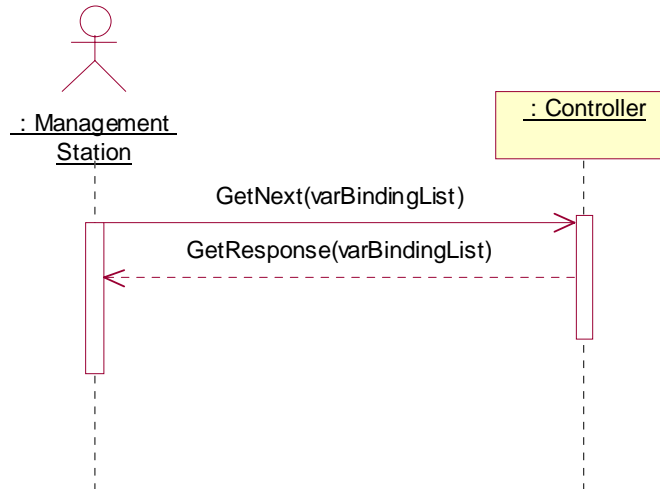 : Management
Station
: Controller
GetNext(varBindingList)
GetResponse(varBindingList)